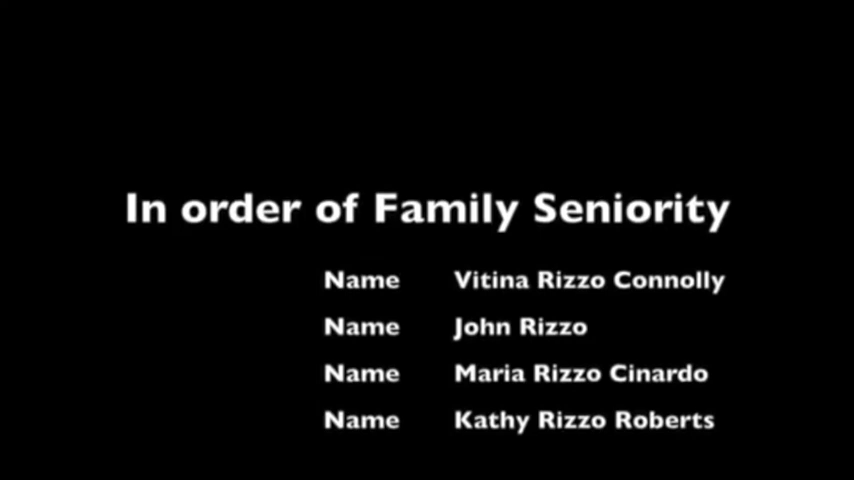 In order of Family Seniority
Name Vitina Rizzo Connolly
Name John Rizzo
Name Maria Rizzo Cinardo
Name Kathy Rizzo Roberts